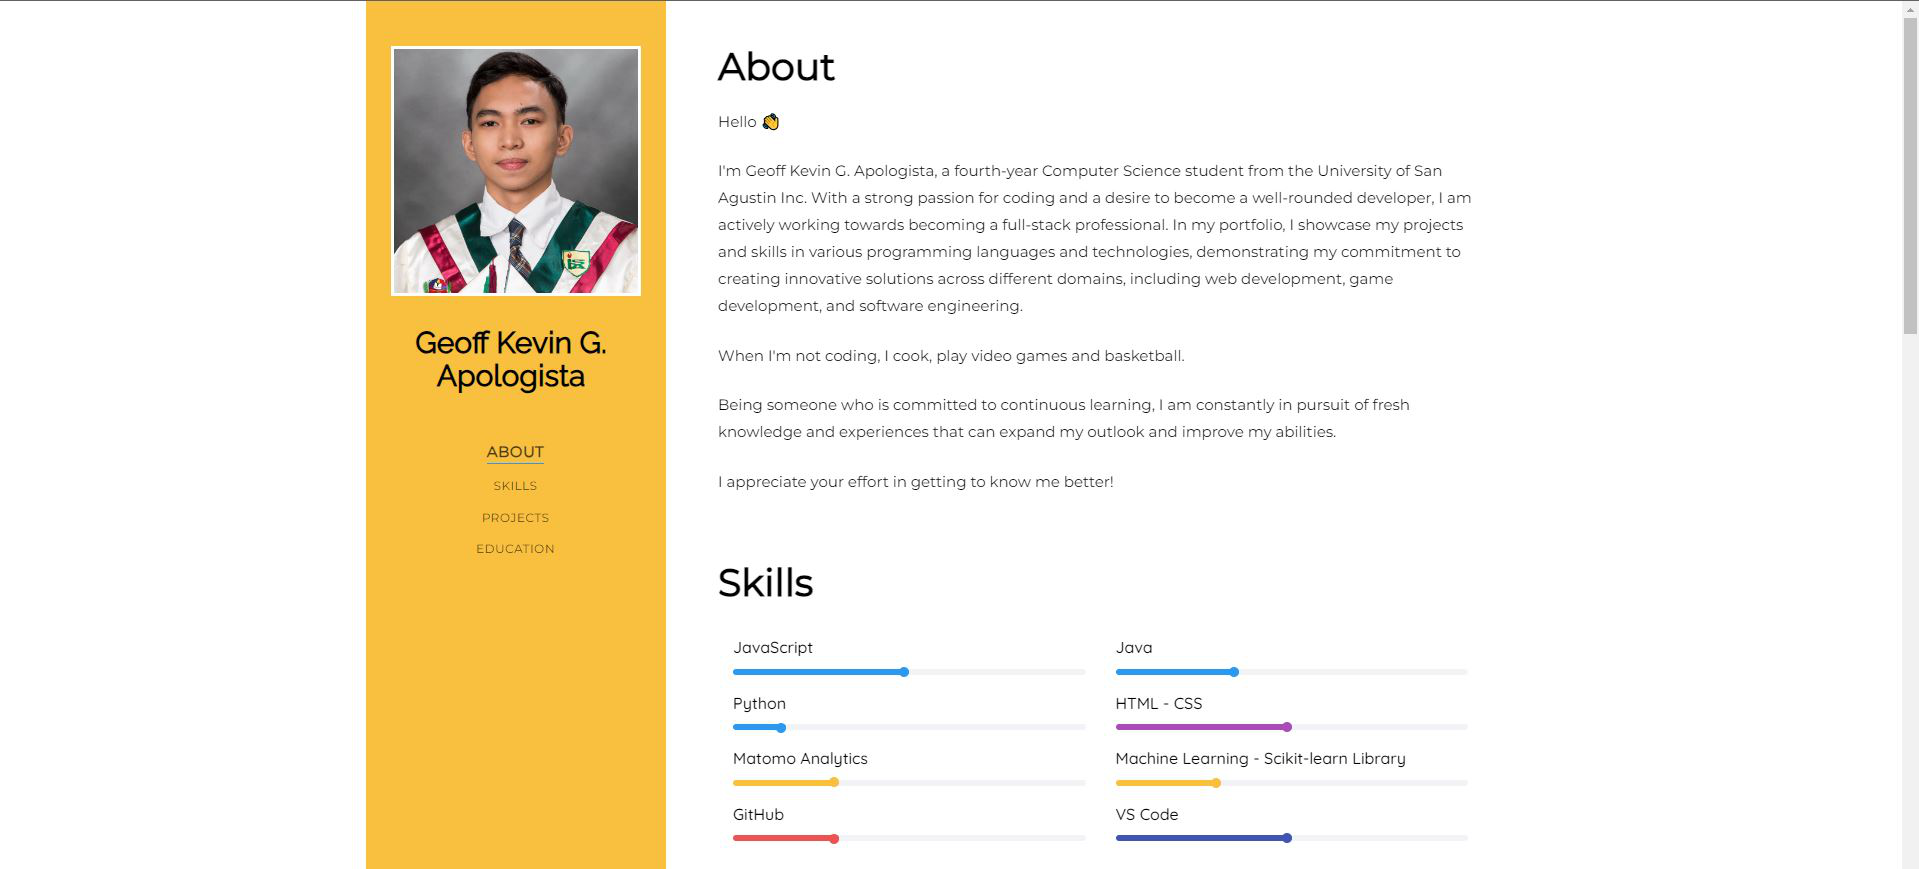 Geoff Kevin G.
Apologista
ABOUT
SKILLS
PROJECTS
EDUCATION
About
Hello 👋
I'm Geoff Kevin G. Apologista, a fourth-year Computer Science student from the University of San
Agustin Inc. With a strong passion for coding and a desire to become a well-rounded developer, I am
actively working towards becoming a full-stack professional. In my portfolio, I showcase my projects
and skills in various programming languages and technologies, demonstrating my commitment to
creating innovative solutions across different domains, including web development, game
development, and software engineering.
When I'm not coding, I cook, play video games and basketball.
Being someone who is committed to continuous learning, I am constantly in pursuit of fresh
knowledge and experiences that can expand my outlook and improve my abilities.
I appreciate your effort in getting to know me better!
Skills
JavaScript
Java
Python
HTML - CSS
Matomo Analytics
Machine Learning - Scikit-learn Library
GitHub
VS Code